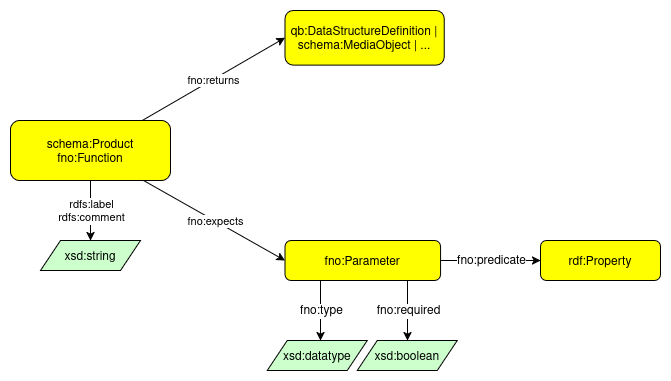 qb:DataStructureDefinition |
schema:MediaObject | ...
fno:returns
schema:Product
fno:Function
rdfs:label
rdfs:comment
fno:expects
xsd:string
fno:Parameter
fno:predicate
rdf:Property
fno:type
fno:required
xsd:datatype
xsd:boolean